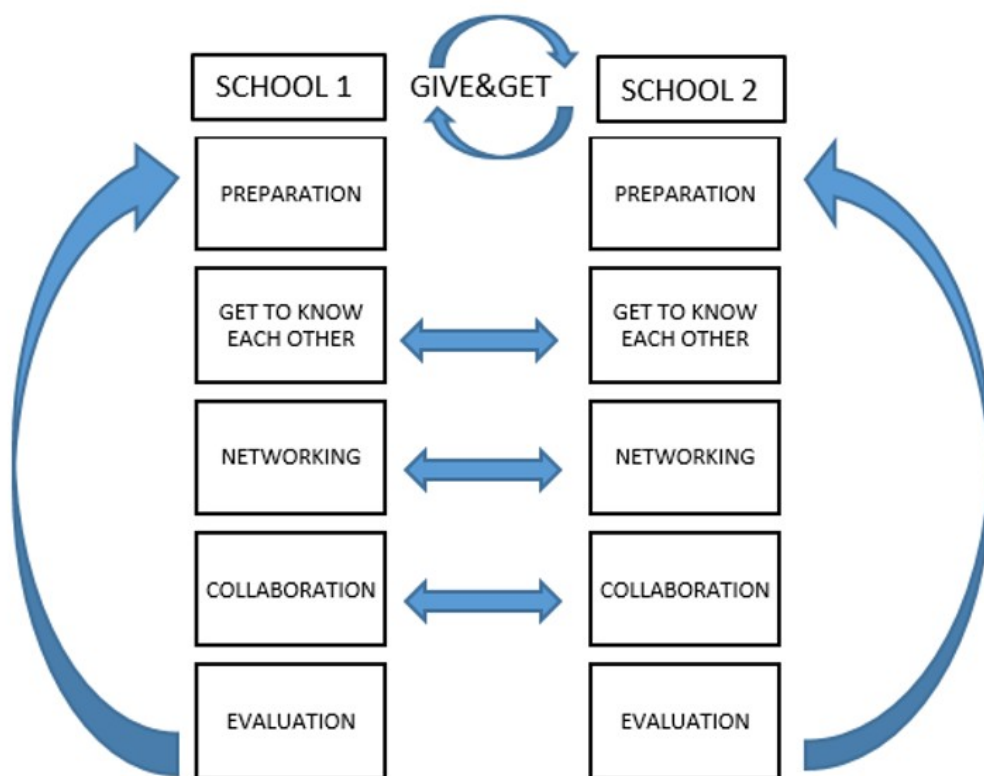 SCHOOL 1
GIVE&GET
SCHOOL 2
PREPARATION
PREPARATION
GET TO KNOW
EACH OTHER
GET TO KNOW
EACH OTHER
NETWORKING
NETWORKING
COLLABORATION
COLLABORATION
EVALUATION
EVALUATION